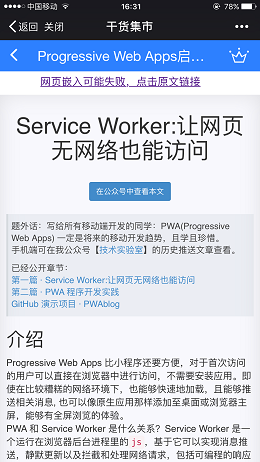 中国移动
16:31
78%
返回 关闭
干货集市
Progressive Web Apps启...
网页嵌入可能失败，点击原文链接
Service Worker:让网页
无网络也能访问
在公众号中查看本文
题外话：写给所有移动端开发的同学：PWA(Progressive
Web Apps) 一定是将来的移动开发趋势，且学且珍惜。
手机端可在我公众号【技术实验室】的历史推送文章查看。
已经公开章节：
第一篇 · Service Worker:让网页无网络也能访问
第二篇 · PWA 程序开发实践
GitHub 演示项目 · PWAblog
介绍
Progressive Web Apps 比小程序还要方便，对于首次访问
的用户可以直接在浏览器中进行访问，不需要安装应用。即
使在比较糟糕的网络环境下，也能够快速地加载，且能够推
送相关消息, 也可以像原生应用那样添加至桌面或浏览器主
屏，能够有全屏浏览的体验。
PWA 和 Service Worker 是什么关系？Service Worker 是一
个运行在浏览器后台进程里的 js，基于它可以实现消息推
送，静默更新以及拦截和处理网络请求，包括可编程的响应